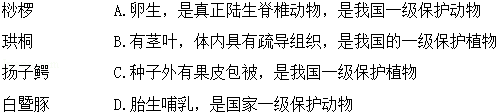 桫椤 A.卵生，是真正陆生脊椎动物，是我国一级保护动物
珙桐 B.有茎叶，体内具有疏导组织，是我国的一级保护植物
扬子鳄 C.种子外有果皮包被，是我国一级保护植物
白暨豚 D.胎生哺乳，是国家一级保护动物